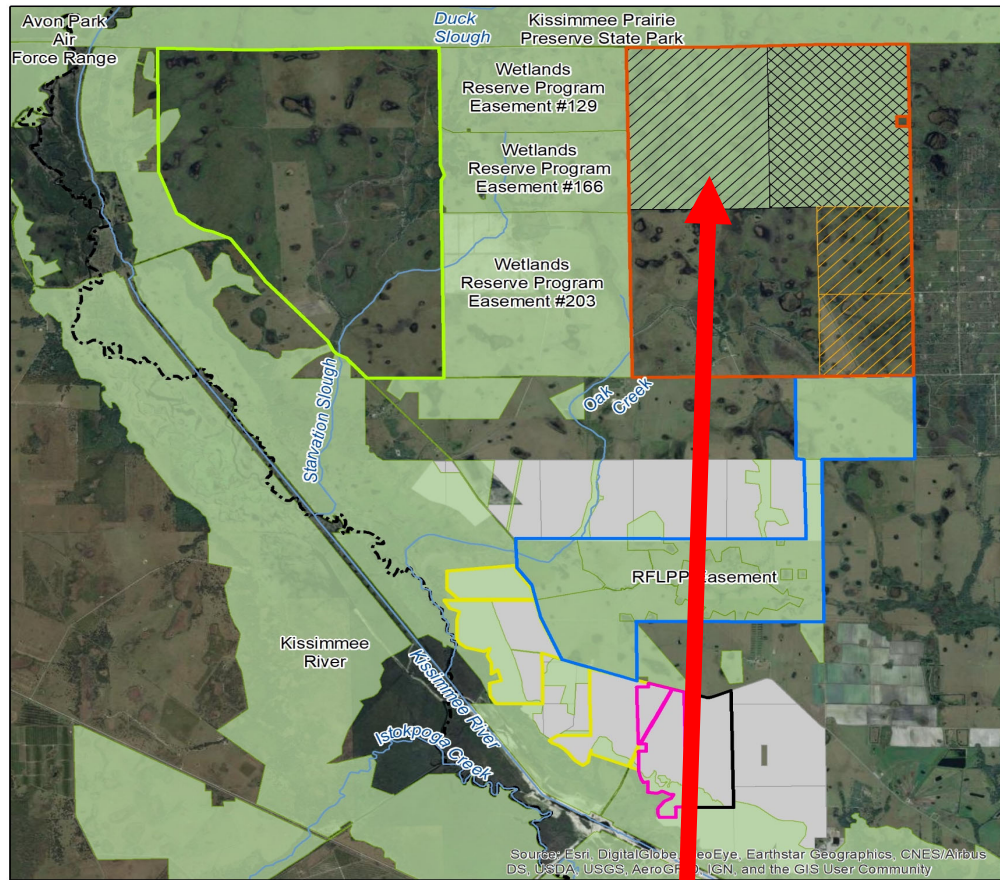 Avon Park
Air
Force Range
Duck
Slough
Kissimmee Prairie
Preserve State Park
Wetlands
Reserve Program
Easement #129
Wetlands
Reserve Program
Easement #166
Wetlands
Reserve Program
Easement #203
Starvation Slough
Oak
Creek
RFLPP Easement
Kissimmee
River
Kissimmee River
Istokpoga Creek
Source: Esri, DigitalGlobe, Earthstar Geographics, CNES/Airbus
DS, USDA, USGS, IGN, and the GIS User Community